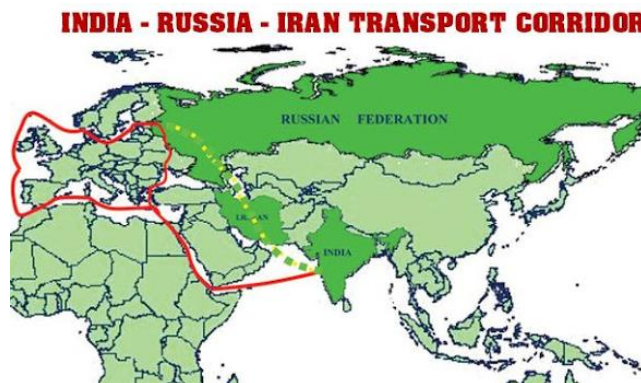 INDIA - RUSSIA - IRAN TRANSPORT CORRIDOR
RUSSIAN FEDERATION
INDIA